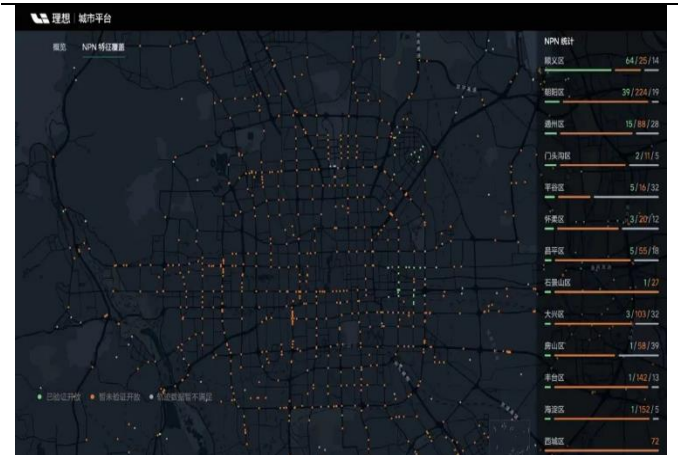 理想 城市平台
概览 NPN 特征覆盖
NPN 统计
顺义区 64/25/14
朝阳区 39/224/19
通州区 15/88/28
门头沟区 2/11/5
平谷区 5/16/32
怀柔区 3/20/12
昌平区 5/55/18
石景山区 1/27
大兴区 3/103/32
房山区 1/58/39
丰台区 1/142/13
海淀区 1/152/5
西城区 72
已验证开放 暂未验证开放